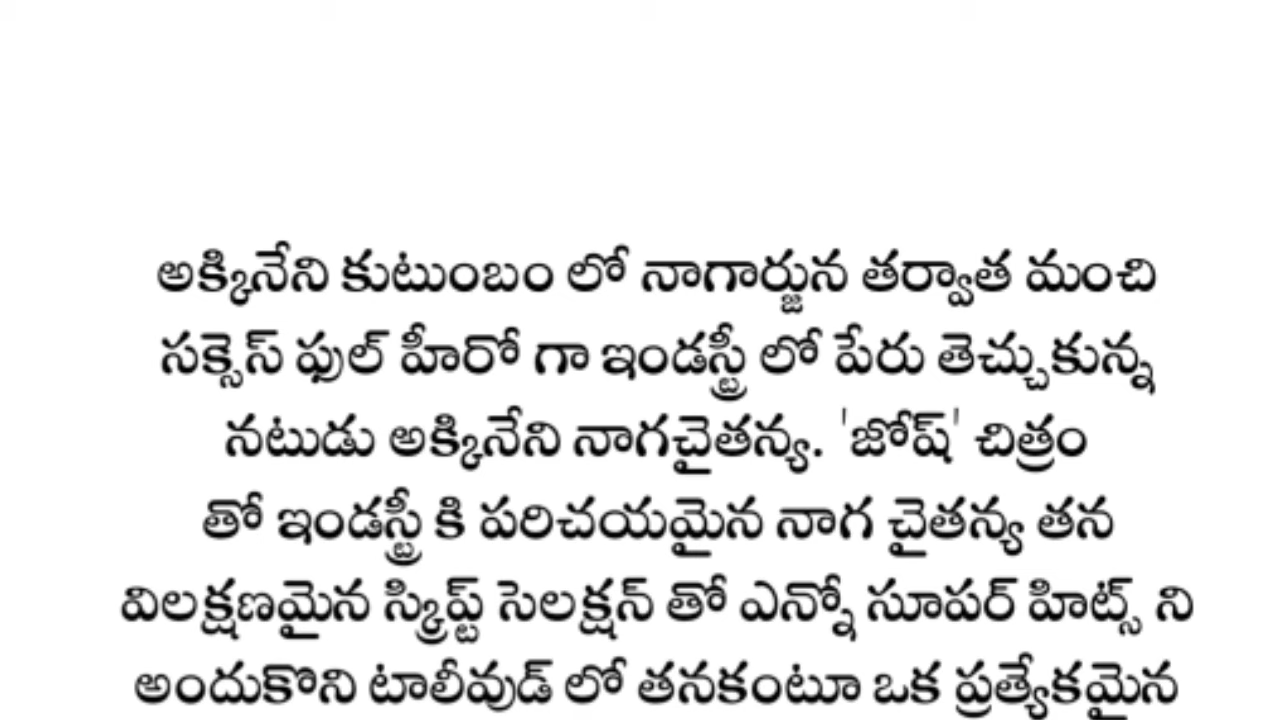 అక్కినేని కుటుంబం లో నాగార్జున తర్వాత మంచి
సక్సెస్ ఫుల్ హీరో గా ఇండస్ట్రీ లో పేరు తెచ్చుకున్న
నటుడు అక్కినేని నాగచైతన్య. 'జోష్' చిత్రం
తో ఇండస్ట్రీ కి పరిచయమైన నాగ చైతన్య తన
విలక్షణమైన స్క్రిప్ట్ సెలక్షన్ తో ఎన్నో సూపర్ హిట్స్ ని
అందుకొని టాలీవుడ్ లో తనకంటూ ఒక ప్రత్యేకమైన